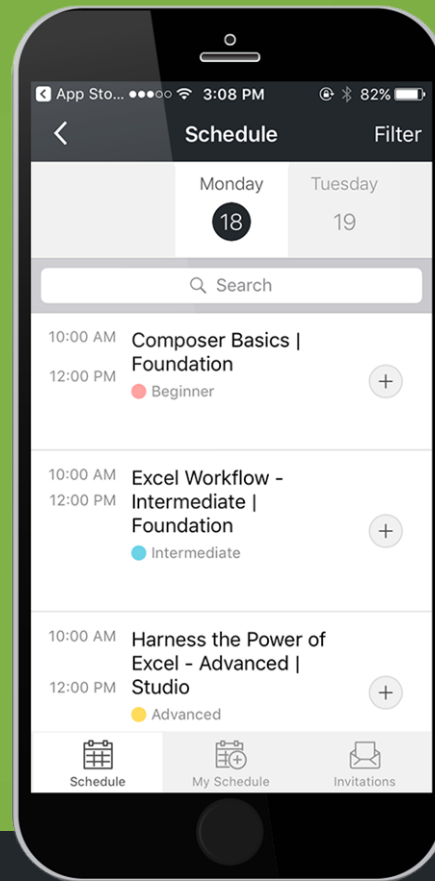 App Sto... 3:08 PM 82%
Schedule Filter
Monday Tuesday
18 19
Search
10:00 AM
12:00 PM
Composer Basics |
Foundation
Beginner
10:00 AM
12:00 PM
Excel Workflow -
Intermediate |
Foundation
Intermediate
10:00 AM
12:00 PM
Harness the Power of
Excel - Advanced |
Studio
Advanced
Schedule My Schedule Invitations